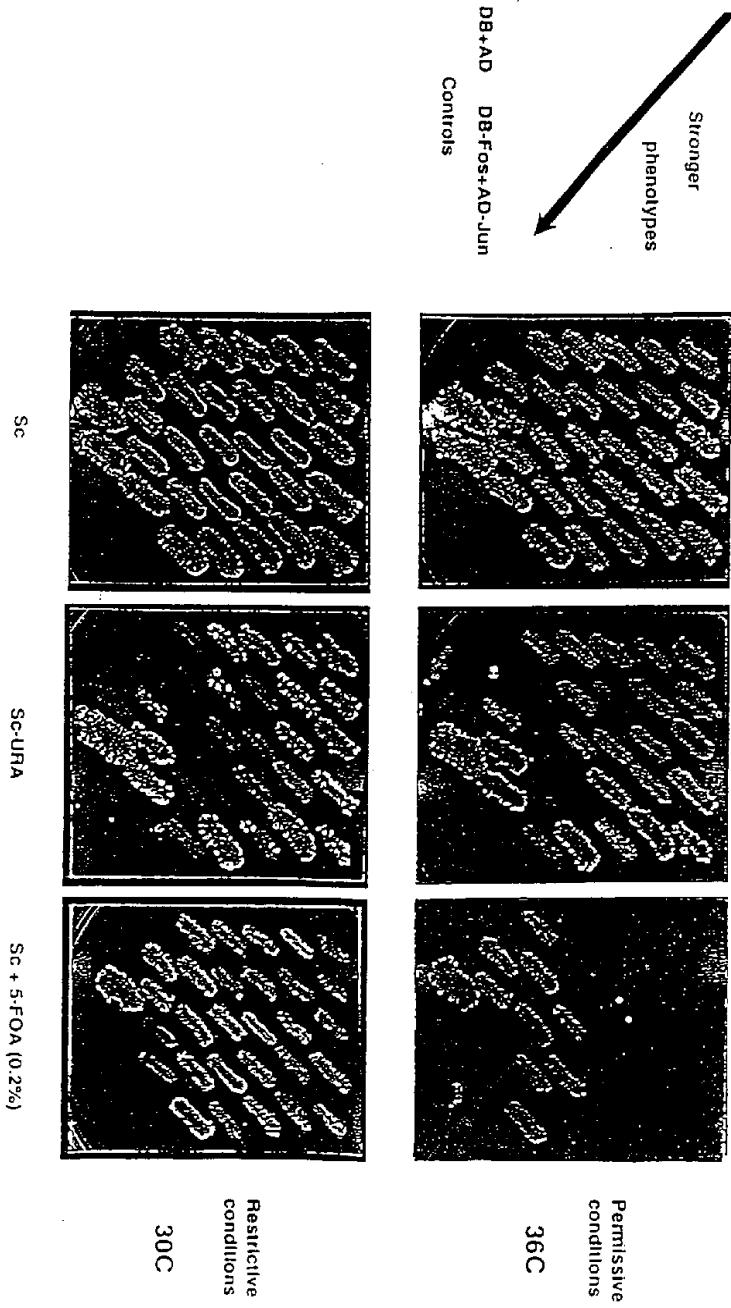 Stronger
phenotypes
DB+AD DB-Fos+AD-Jun
Controls
Permissive
conditions
36C
Restrictive
conditions
30C
Sc
Sc-URA
Sc + 5-FOA (0.2%)